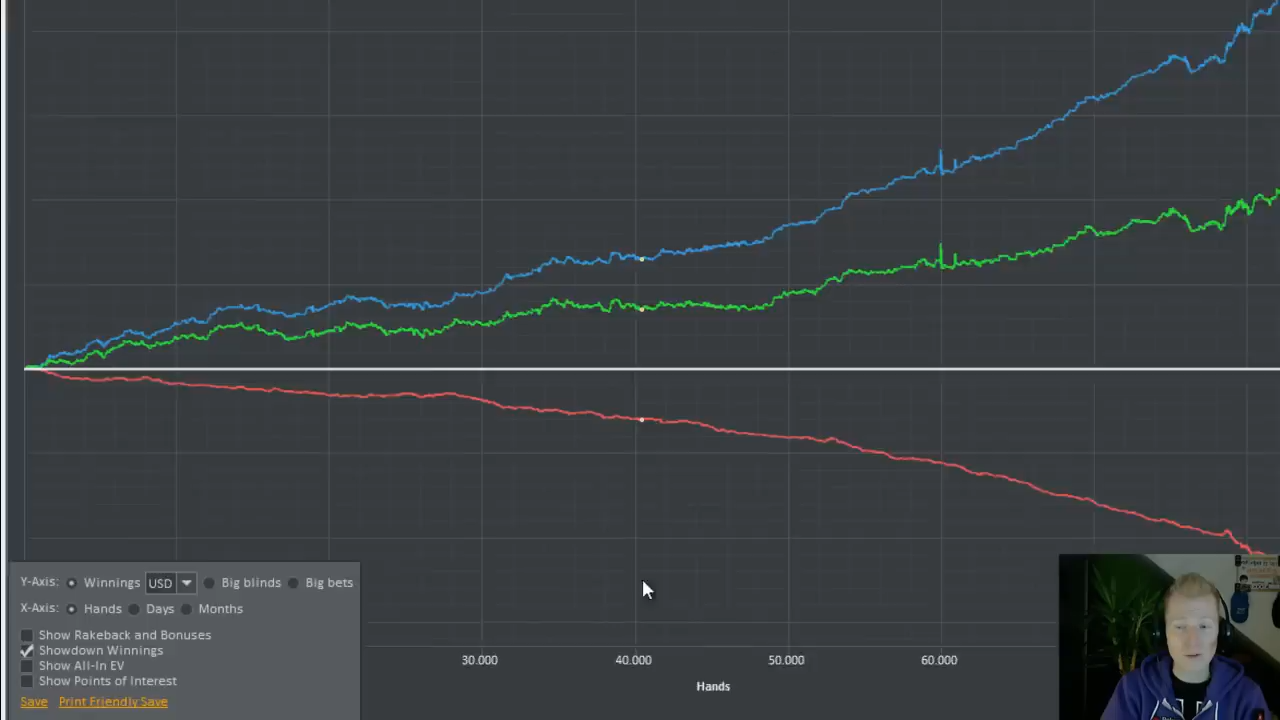 Y-Axis: Winnings USD Big blinds Big bets
X-Axis: Hands Days Months
Show Rakeback and Bonuses
Showdown Winnings
Show All-In EV
Show Points of Interest
Save Print Friendly Save
30.000 40.000 50.000 60.000
Hands